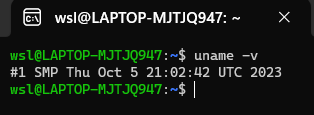 wsl@LAPTOP-MJTJQ947: ~
wsl@LAPTOP-MJTJQ947:~$ uname -v
#1 SMP Thu Oct 5 21:02:42 UTC 2023
wsl@LAPTOP-MJTJQ947:~$